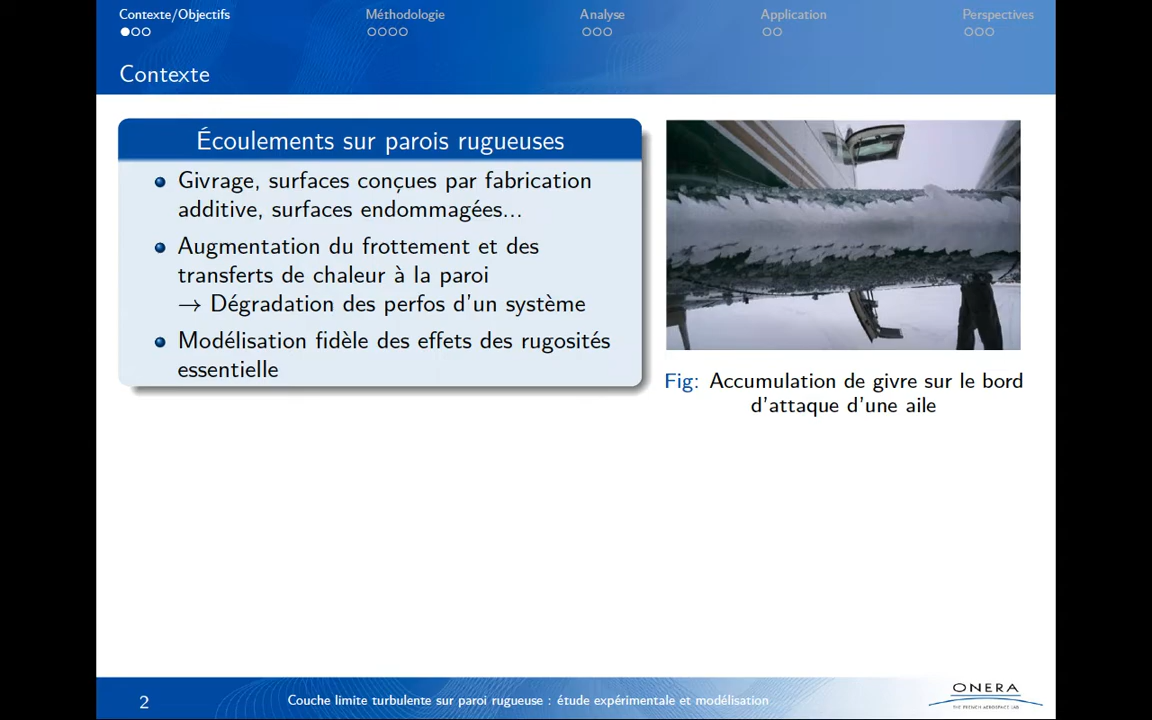 Contexte/Objectifs
Méthodologie
Analyse
Application
Perspectives
Contexte
Écoulements sur parois rugueuses
Givrage, surfaces conçues par fabrication
additive, surfaces endommagées...
Augmentation du frottement et des
transferts de chaleur à la paroi
→ Dégradation des perfos d'un système
Modélisation fidèle des effets des rugosités
essentielle
Fig: Accumulation de givre sur le bord
d'attaque d'une aile
2
Couche limite turbulente sur paroi rugueuse : étude expérimentale et modélisation
ONERA
THE FRENCH AEROSPACE LAB